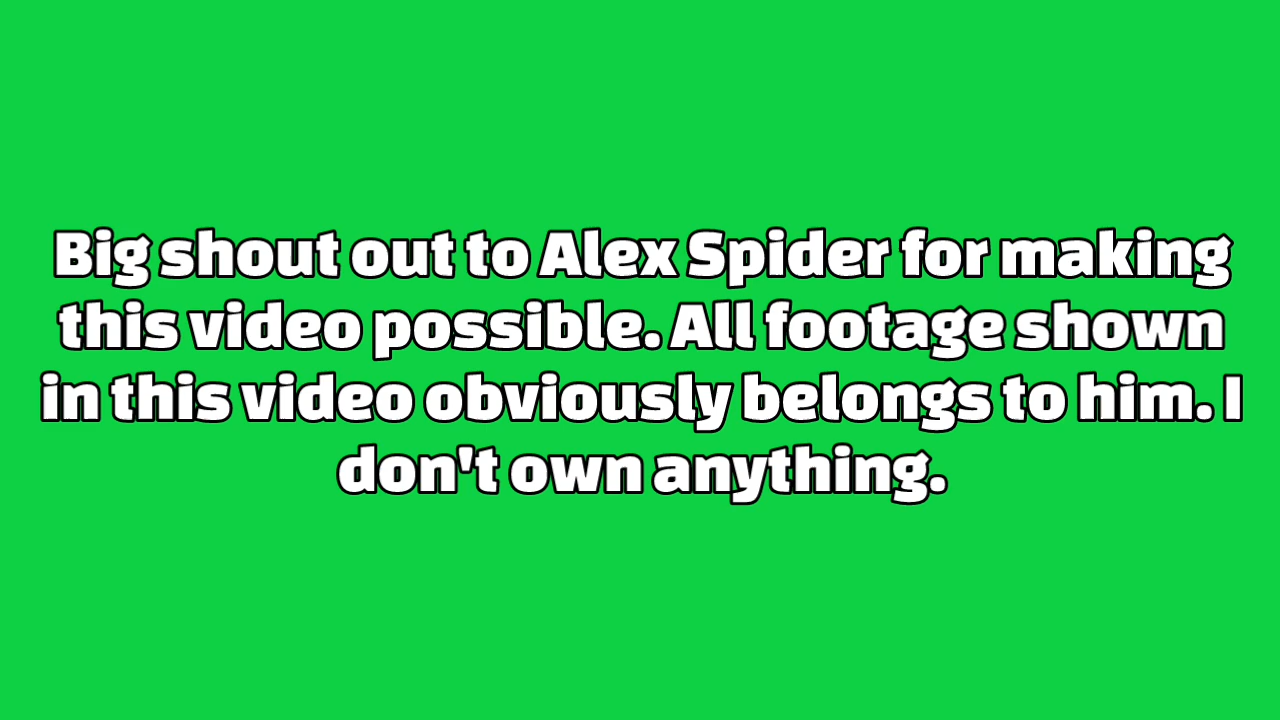 Big shout out to Alex Spider for making
this video possible. All footage shown
in this video obviously belongs to him. I
don't own anything.